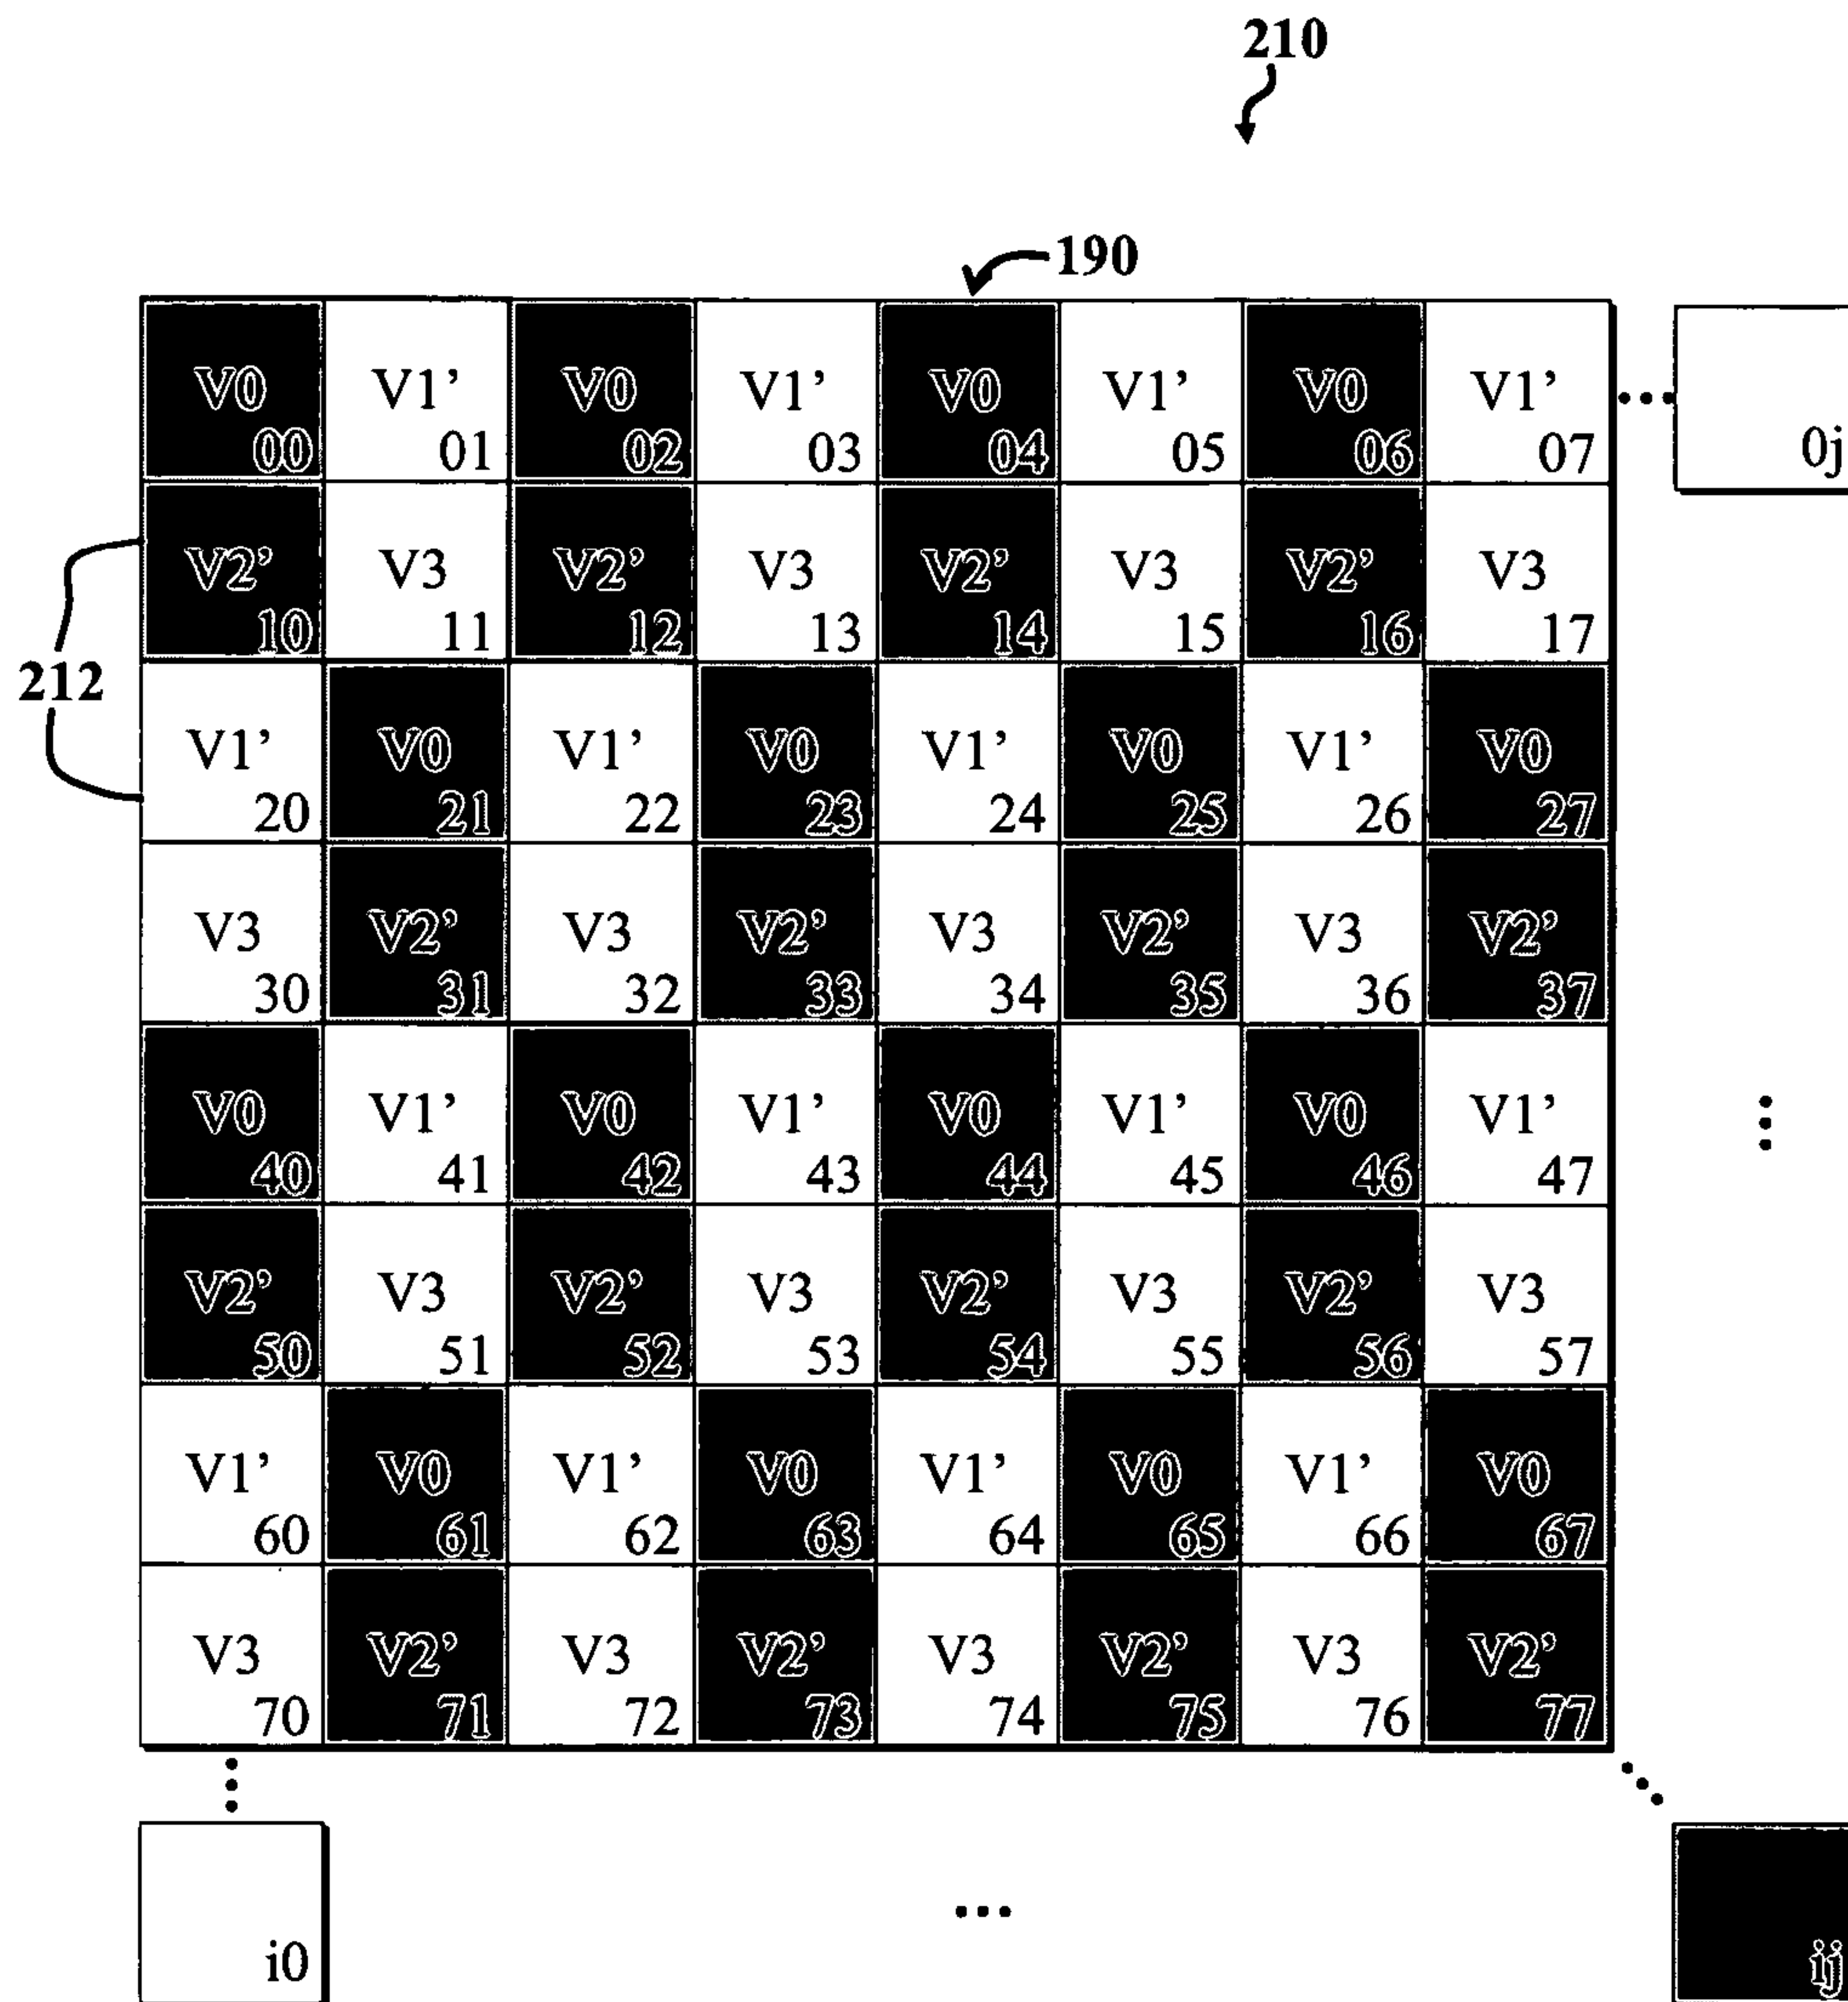 210
190
V0 V1' V0 V1' V0 V1' V0 V1'
00 01 02 03 04 05 06 07 ... 0j
V2' V3 V2' V3 V2' V3 V2' V3
10 11 12 13 14 15 16 17
212
V1' V0 V1' V0 V1' V0 V1' V0
20 21 22 23 24 25 26 27
V3 V2' V3 V2' V3 V2' V3 V2'
30 31 32 33 34 35 36 37
V0 V1' V0 V1' V0 V1' V0 V1'
40 41 42 43 44 45 46 47
V2' V3 V2' V3 V2' V3 V2' V3
50 51 52 53 54 55 56 57
V1' V0 V1' V0 V1' V0 V1' V0
60 61 62 63 64 65 66 67
V3 V2' V3 V2' V3 V2' V3 V2'
70 71 72 73 74 75 76 77
i0 ... ij